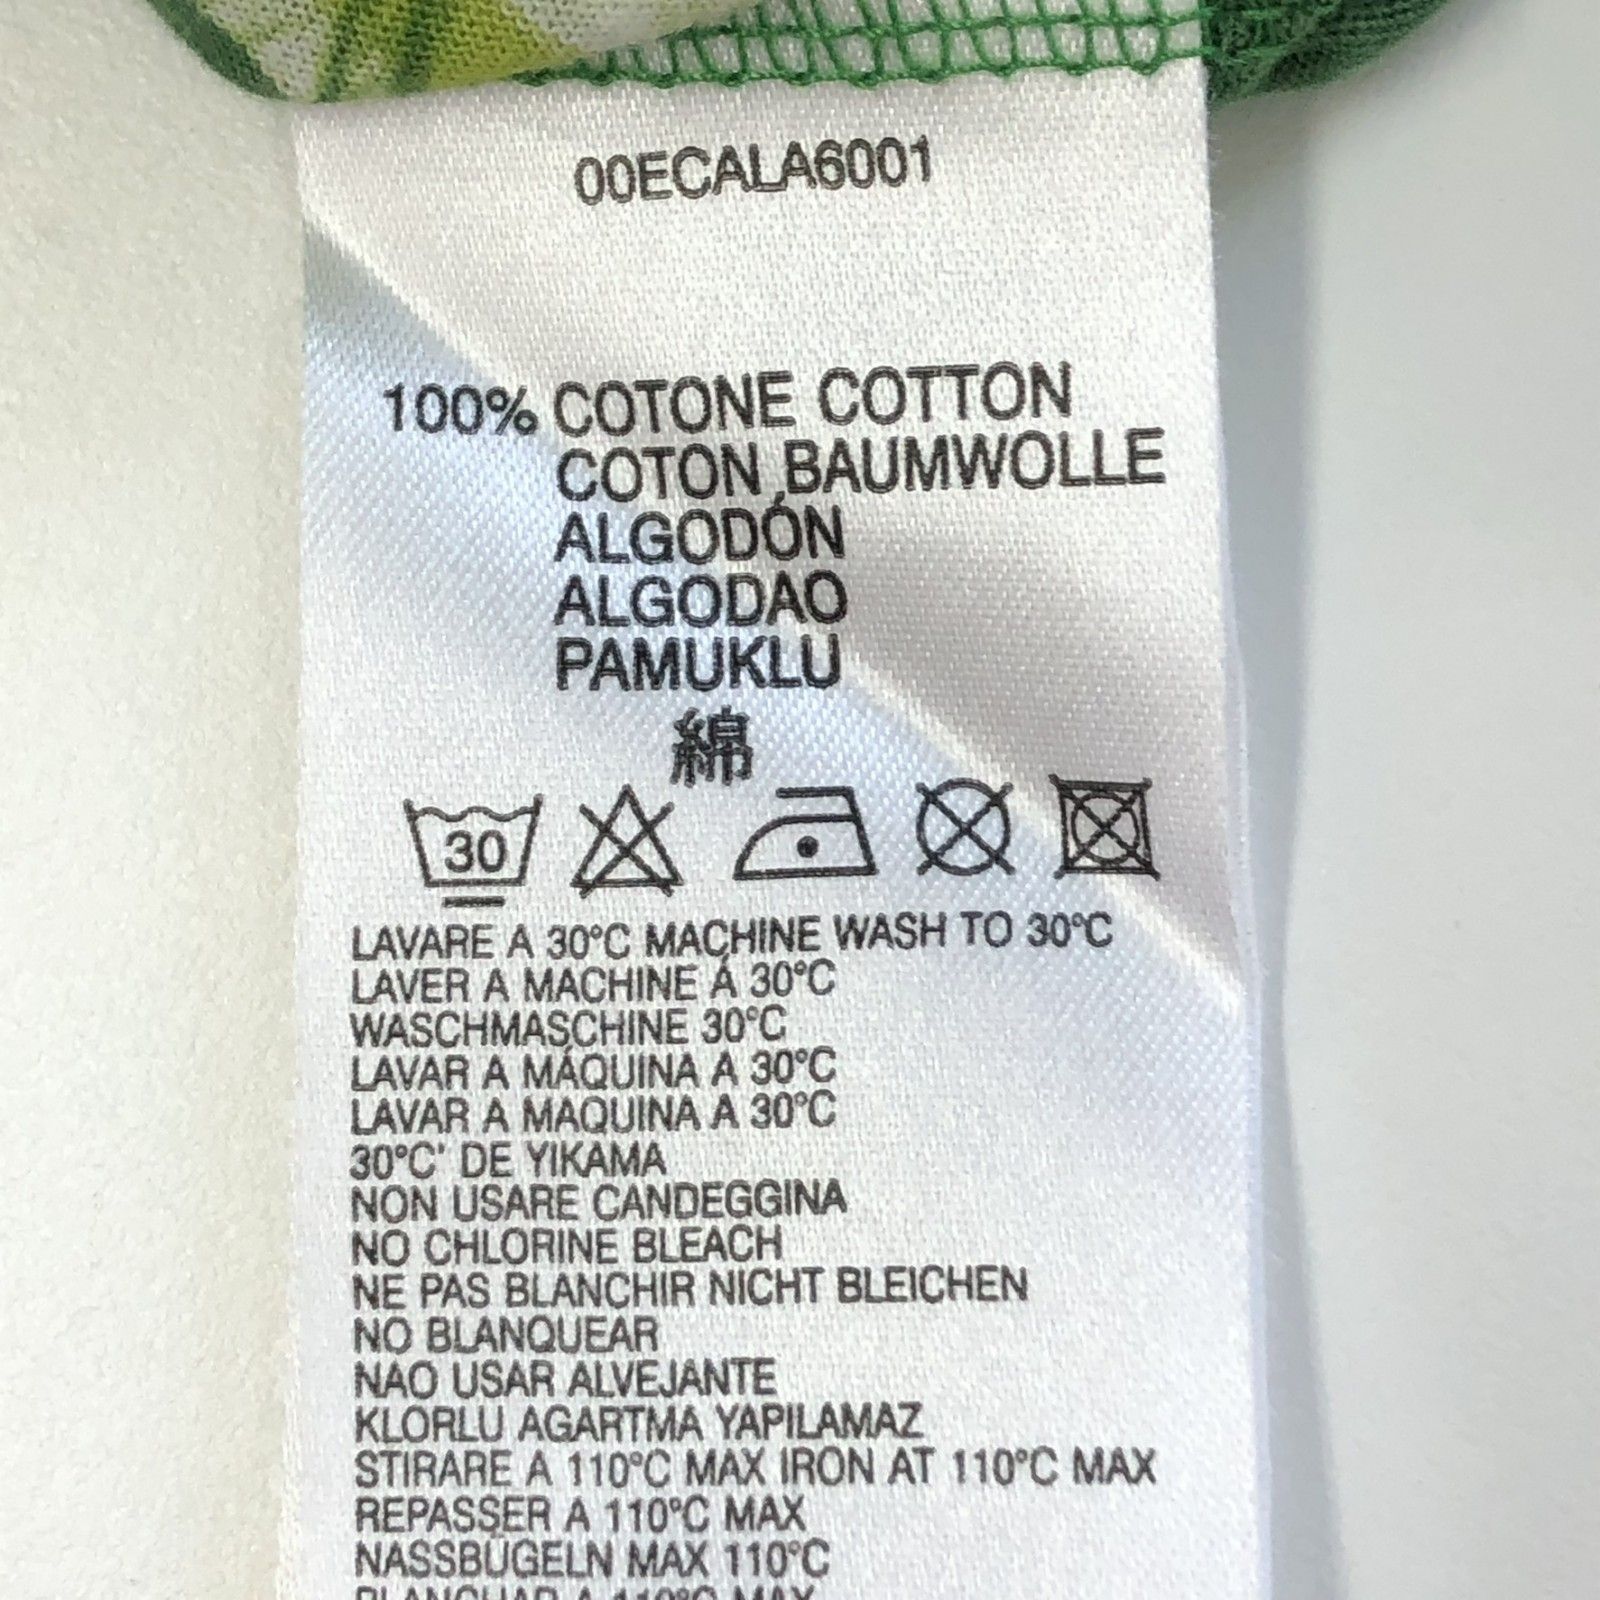 00ECALA6001
100% COTONE COTTON
COTON BAUMWOLLE
ALGODÓN
ALGODAO
PAMUKLU
綿
30
LAVARE A 30°C MACHINE WASH TO 30°C
LAVER A MACHINE Á 30°C
WASCHMASCHINE 30°C
LAVAR A MÁQUINA A 30°C
LAVAR A MAQUINA A 30°C
30°C' DE YIKAMA
NON USARE CANDEGGINA
NO CHLORINE BLEACH
NE PAS BLANCHIR NICHT BLEICHEN
NO BLANQUEAR
NAO USAR ALVEJANTE
KLORLU AGARTMA YAPILAMAZ
STIRARE A 110°C MAX IRON AT 110°C MAX
REPASSER A 110°C MAX
NASSBÜGELN MAX 110°C
PLANCHAR A 110°C MAX